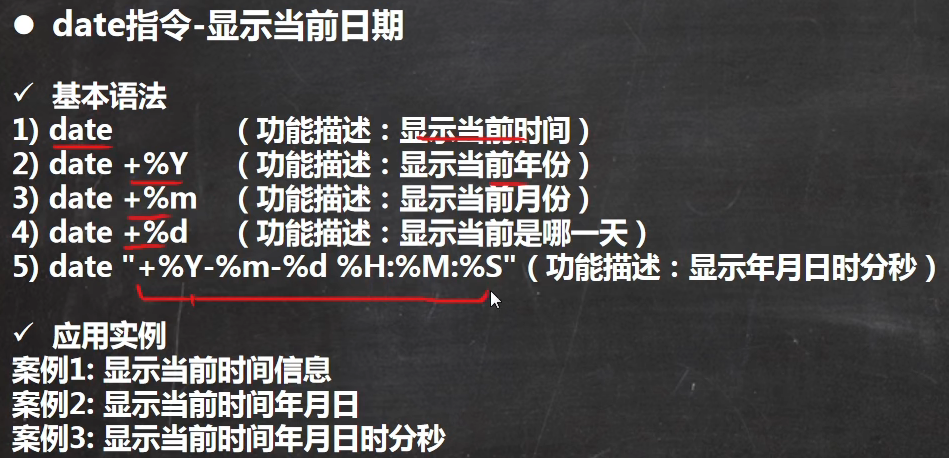 ● date指令-显示当前日期
✓ 基本语法
1) date （功能描述：显示当前时间）
2) date +%Y （功能描述：显示当前年份）
3) date +%m （功能描述：显示当前月份）
4) date +%d （功能描述：显示当前是哪一天）
5) date "+%Y-%m-%d %H:%M:%S"（功能描述：显示年月日时分秒）
✓ 应用实例
案例1: 显示当前时间信息
案例2: 显示当前时间年月日
案例3: 显示当前时间年月日时分秒